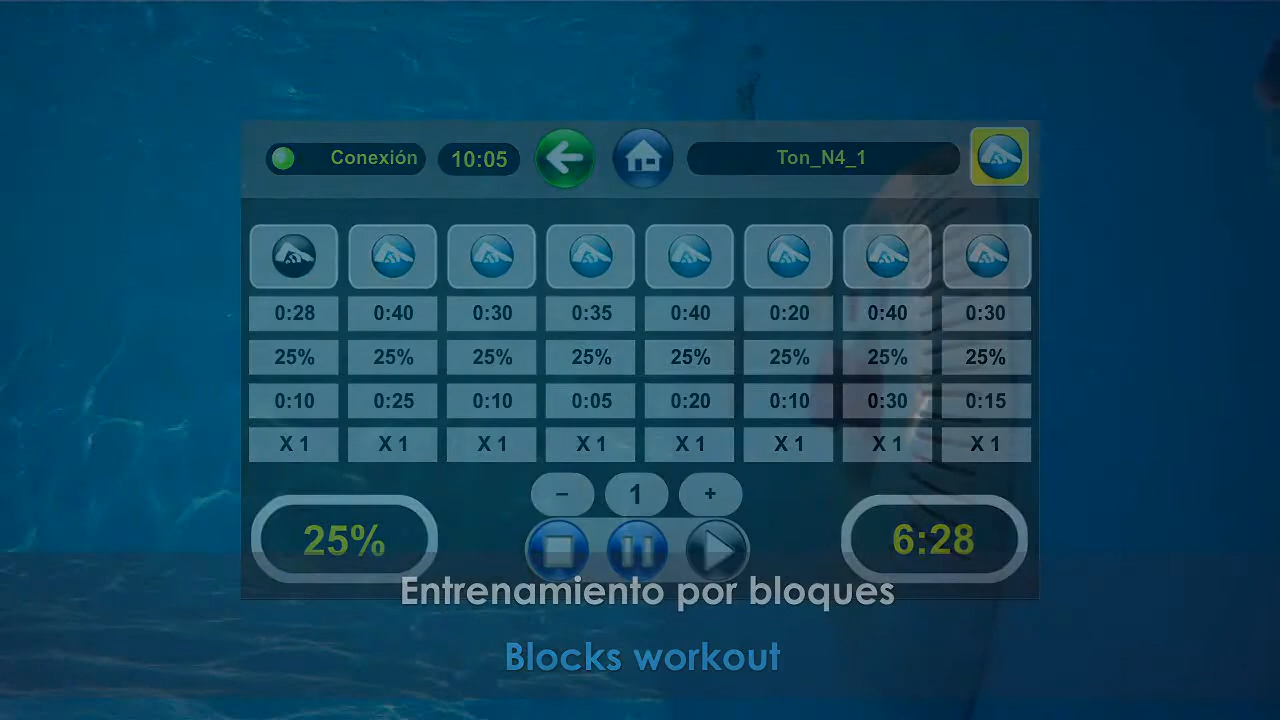 Conexión 10:05 Ton_N4_1
0:28 0:40 0:30 0:35 0:40 0:20 0:40 0:30
25% 25% 25% 25% 25% 25% 25% 25%
0:10 0:25 0:10 0:05 0:20 0:10 0:30 0:15
X 1 X 1 X 1 X 1 X 1 X 1 X 1 X 1
− 1 +
25% 6:28
Entrenamiento por bloques
Blocks workout